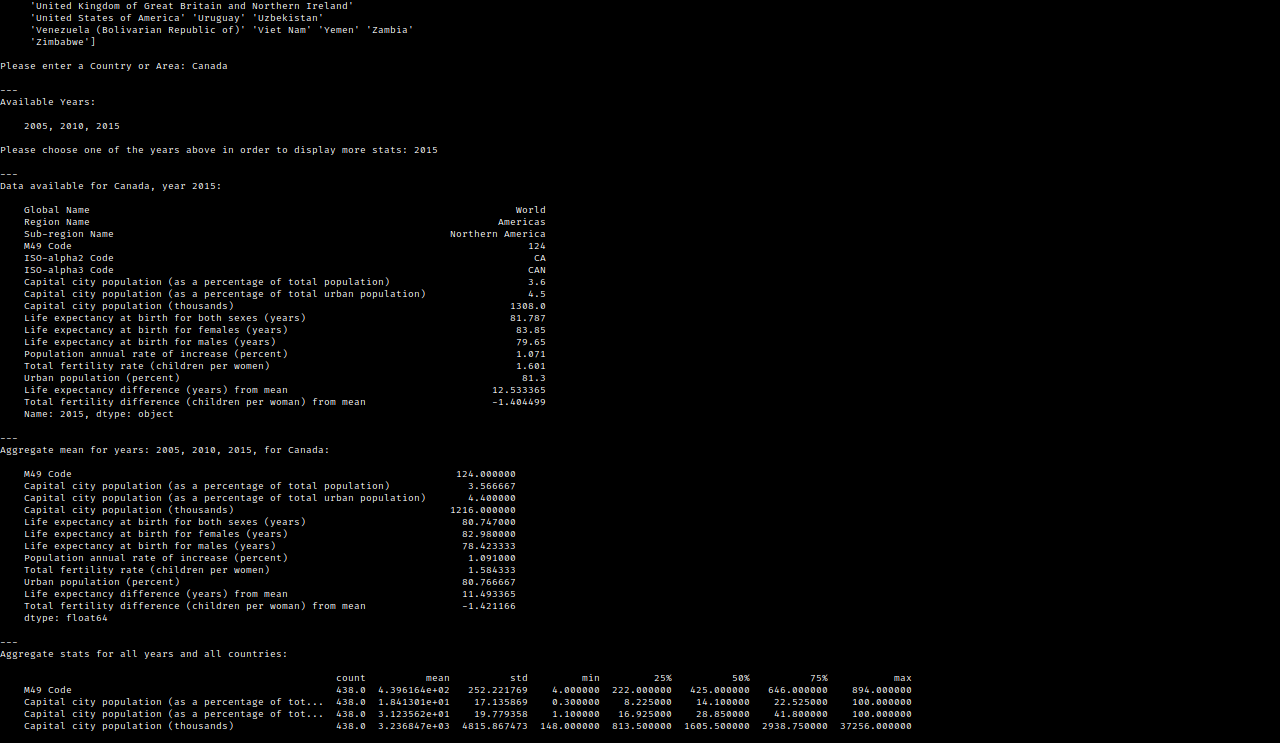 'United Kingdom of Great Britain and Northern Ireland'
'United States of America' 'Uruguay' 'Uzbekistan'
'Venezuela (Bolivarian Republic of)' 'Viet Nam' 'Yemen' 'Zambia'
'Zimbabwe']
Please enter a Country or Area: Canada
---
Available Years:
2005, 2010, 2015
Please choose one of the years above in order to display more stats: 2015
---
Data available for Canada, year 2015:
Global Name World
Region Name Americas
Sub-region Name Northern America
M49 Code 124
ISO-alpha2 Code CA
ISO-alpha3 Code CAN
Capital city population (as a percentage of total population) 3.6
Capital city population (as a percentage of total urban population) 4.5
Capital city population (thousands) 1308.0
Life expectancy at birth for both sexes (years) 81.787
Life expectancy at birth for females (years) 83.85
Life expectancy at birth for males (years) 79.65
Population annual rate of increase (percent) 1.071
Total fertility rate (children per women) 1.601
Urban population (percent) 81.3
Life expectancy difference (years) from mean 12.533365
Total fertility difference (children per woman) from mean -1.404499
Name: 2015, dtype: object
---
Aggregate mean for years: 2005, 2010, 2015, for Canada:
M49 Code 124.000000
Capital city population (as a percentage of total population) 3.566667
Capital city population (as a percentage of total urban population) 4.400000
Capital city population (thousands) 1216.000000
Life expectancy at birth for both sexes (years) 80.747000
Life expectancy at birth for females (years) 82.980000
Life expectancy at birth for males (years) 78.423333
Population annual rate of increase (percent) 1.091000
Total fertility rate (children per women) 1.584333
Urban population (percent) 80.766667
Life expectancy difference (years) from mean 11.493365
Total fertility difference (children per woman) from mean -1.421166
dtype: float64
---
Aggregate stats for all years and all countries:
count mean std min 25% 50% 75% max
M49 Code 438.0 4.396164e+02 252.221769 4.000000 222.000000 425.000000 646.000000 894.000000
Capital city population (as a percentage of tot... 438.0 1.841301e+01 17.135869 0.300000 8.225000 14.100000 22.525000 100.000000
Capital city population (as a percentage of tot... 438.0 3.123562e+01 19.779358 1.100000 16.925000 28.850000 41.800000 100.000000
Capital city population (thousands) 438.0 3.236847e+03 4815.867473 148.000000 813.500000 1605.500000 2938.750000 37256.000000